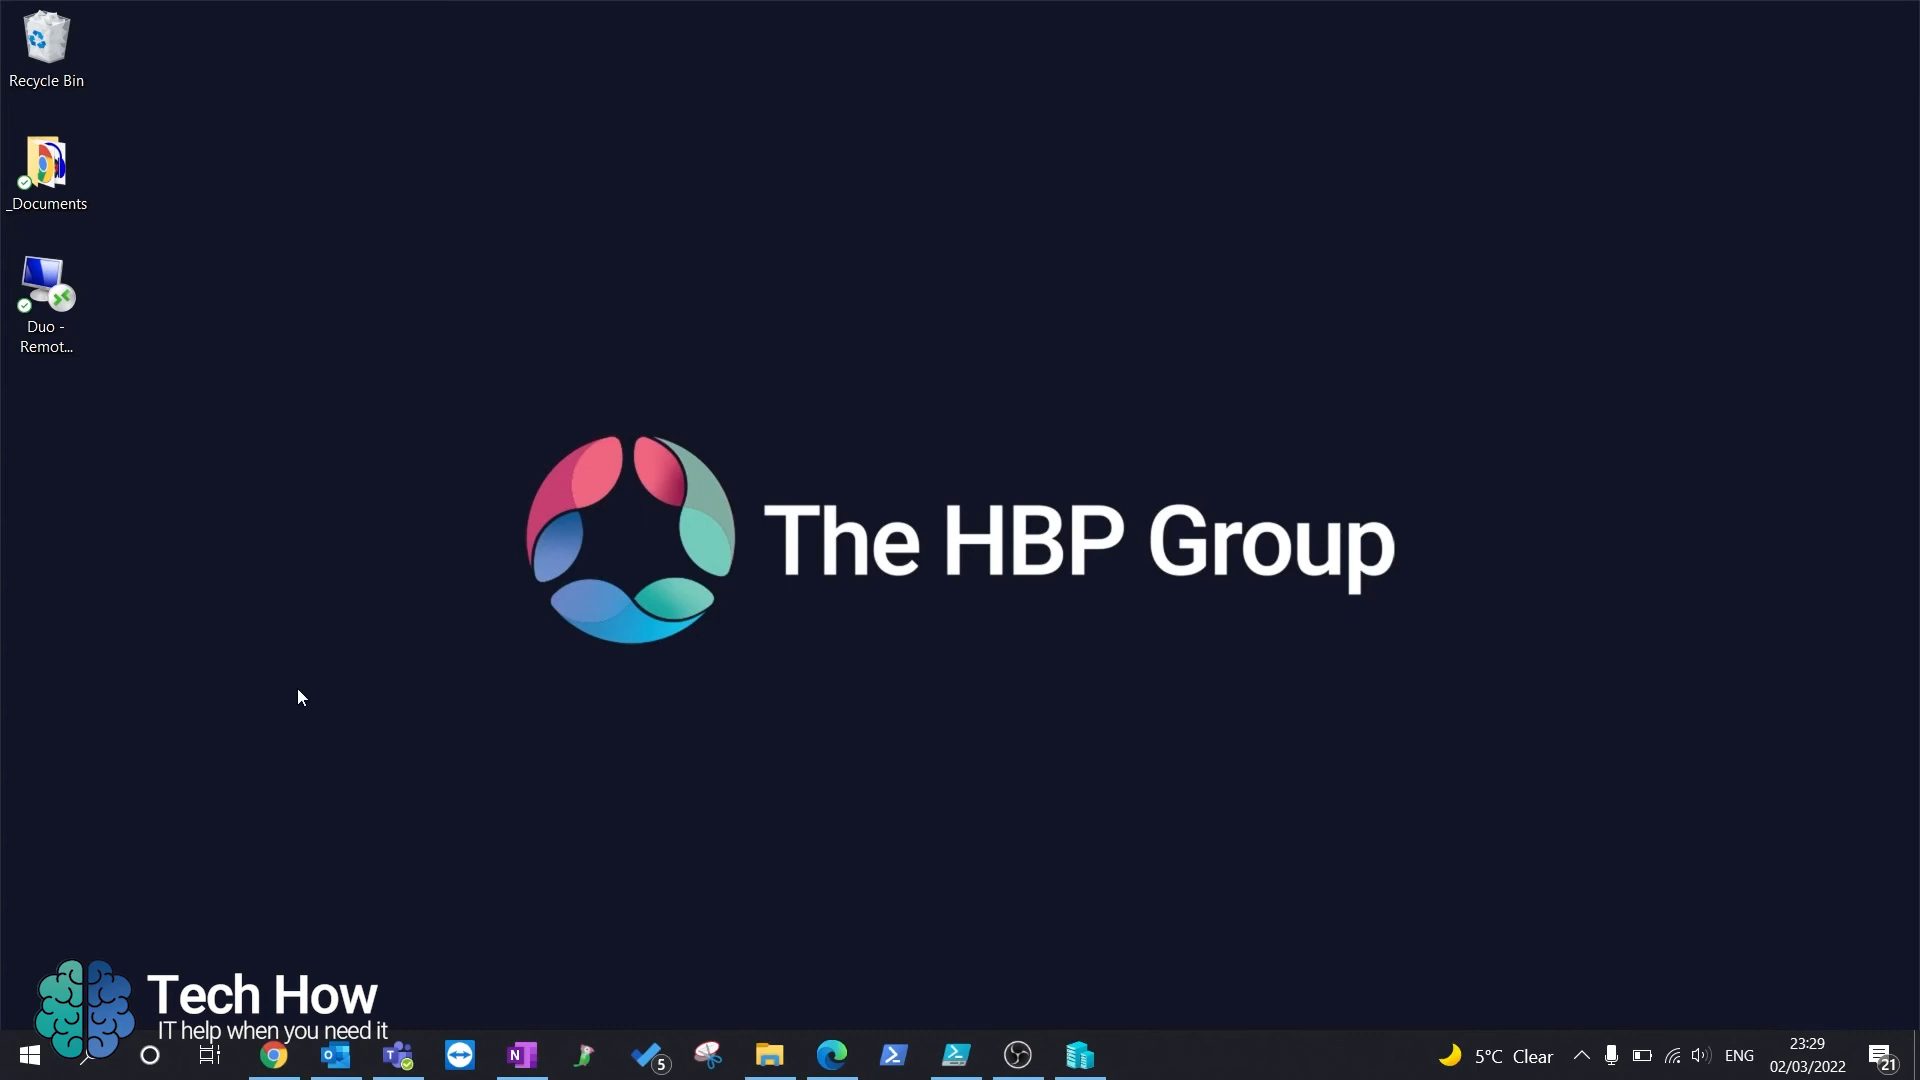 Recycle Bin
_Documents
Duo -
Remot...
The HBP Group
Tech How
IT help when you need it
5
5°C Clear
ENG
23:29
02/03/2022
21